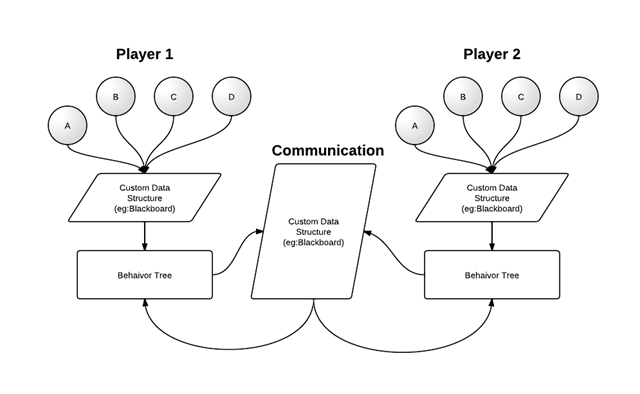 Player 1
Player 2
A
B
C
D
A
B
C
D
Communication
Custom Data
Structure
(eg:Blackboard)
Custom Data
Structure
(eg:Blackboard)
Custom Data
Structure
(eg:Blackboard)
Behaivor Tree
Behaivor Tree